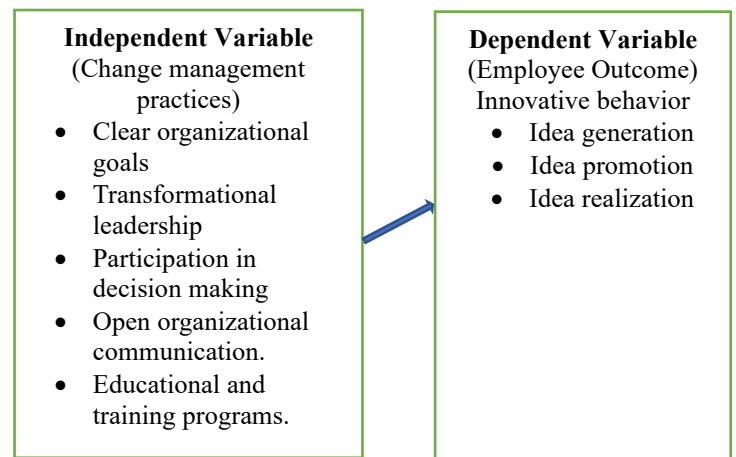 Independent Variable
(Change management
practices)
• Clear organizational
goals
• Transformational
leadership
• Participation in
decision making
• Open organizational
communication.
• Educational and
training programs.
Dependent Variable
(Employee Outcome)
Innovative behavior
• Idea generation
• Idea promotion
• Idea realization